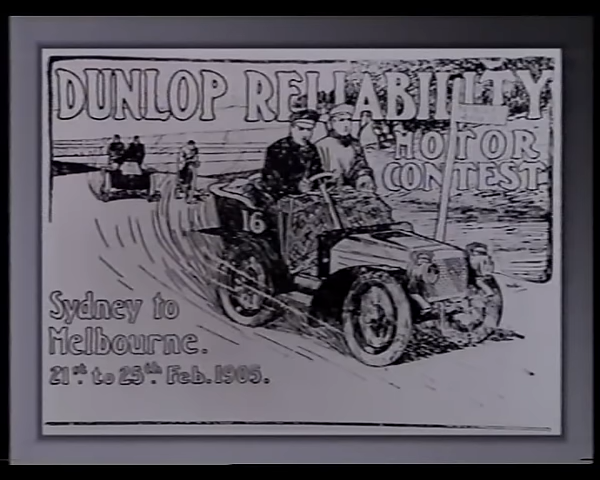 DUNLOP RELIABILITY
MOTOR
CONTEST
16
Sydney to
Melbourne.
21st to 25th Feb. 1905.